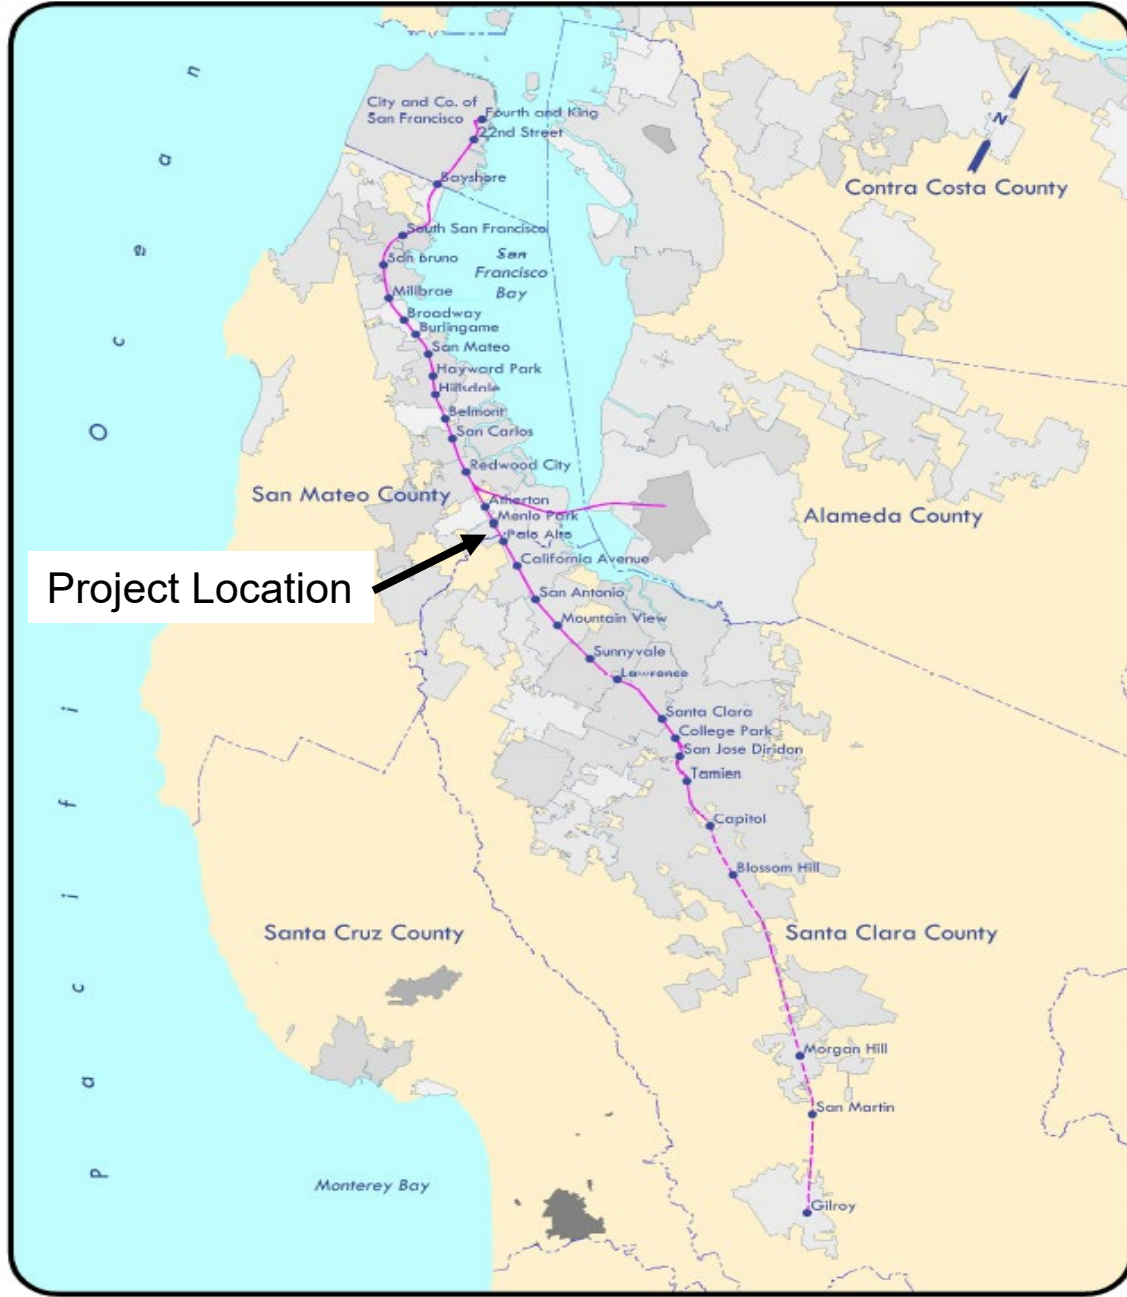 City and Co. of
San Francisco
Fourth and King
22nd Street
N
Contra Costa County
Bayshore
South San Francisco
San Bruno
San
Francisco
Bay
Millbrae
Broadway
Burlingame
San Mateo
Hayward Park
Hillsdale
Belmont
San Carlos
Redwood City
San Mateo County
Atherton
Menlo Park
Alameda County
Palo Alto
California Avenue
Project Location
San Antonio
Mountain View
Sunnyvale
Lawrence
Santa Clara
College Park
San Jose Diridon
Tamien
Capitol
Blossom Hill
Santa Cruz County
Santa Clara County
Morgan Hill
San Martin
Monterey Bay
Gilroy
Pacific Ocean